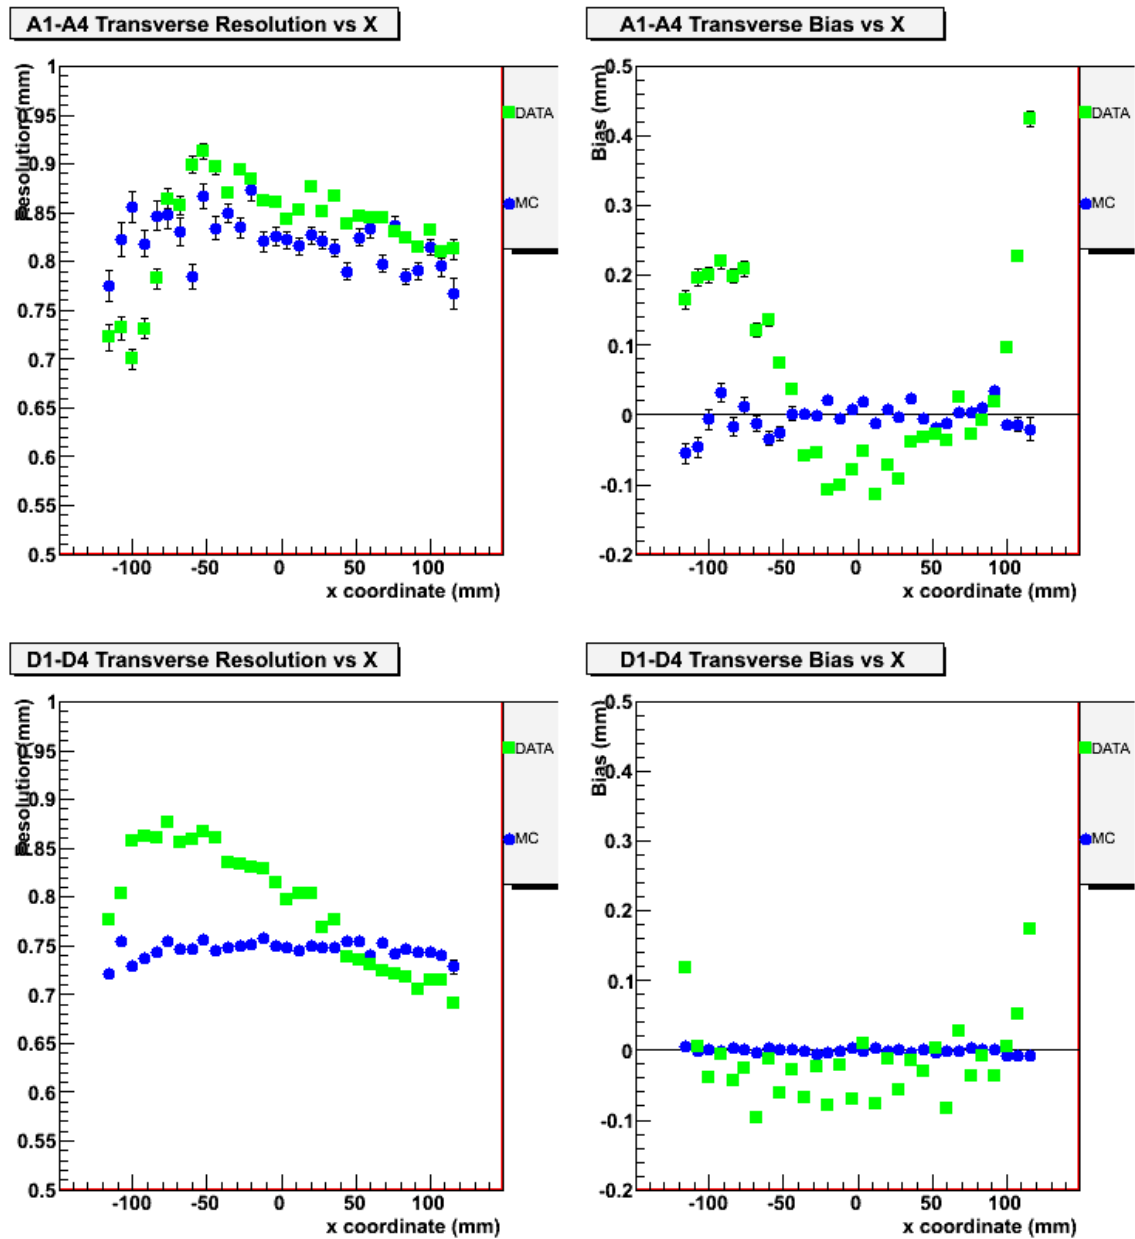 A1-A4 Transverse Resolution vs X
A1-A4 Transverse Bias vs X
Resolution (mm)
1
0.95
0.9
0.85
0.8
0.75
0.7
0.65
0.6
0.55
0.5
-100 -50 0 50 100
x coordinate (mm)
DATA
MC
Bias (mm)
0.5
0.4
0.3
0.2
0.1
0
-0.1
-0.2
-100 -50 0 50 100
x coordinate (mm)
DATA
MC
D1-D4 Transverse Resolution vs X
D1-D4 Transverse Bias vs X
Resolution (mm)
1
0.95
0.9
0.85
0.8
0.75
0.7
0.65
0.6
0.55
0.5
-100 -50 0 50 100
x coordinate (mm)
DATA
MC
Bias (mm)
0.5
0.4
0.3
0.2
0.1
0
-0.1
-0.2
-100 -50 0 50 100
x coordinate (mm)
DATA
MC